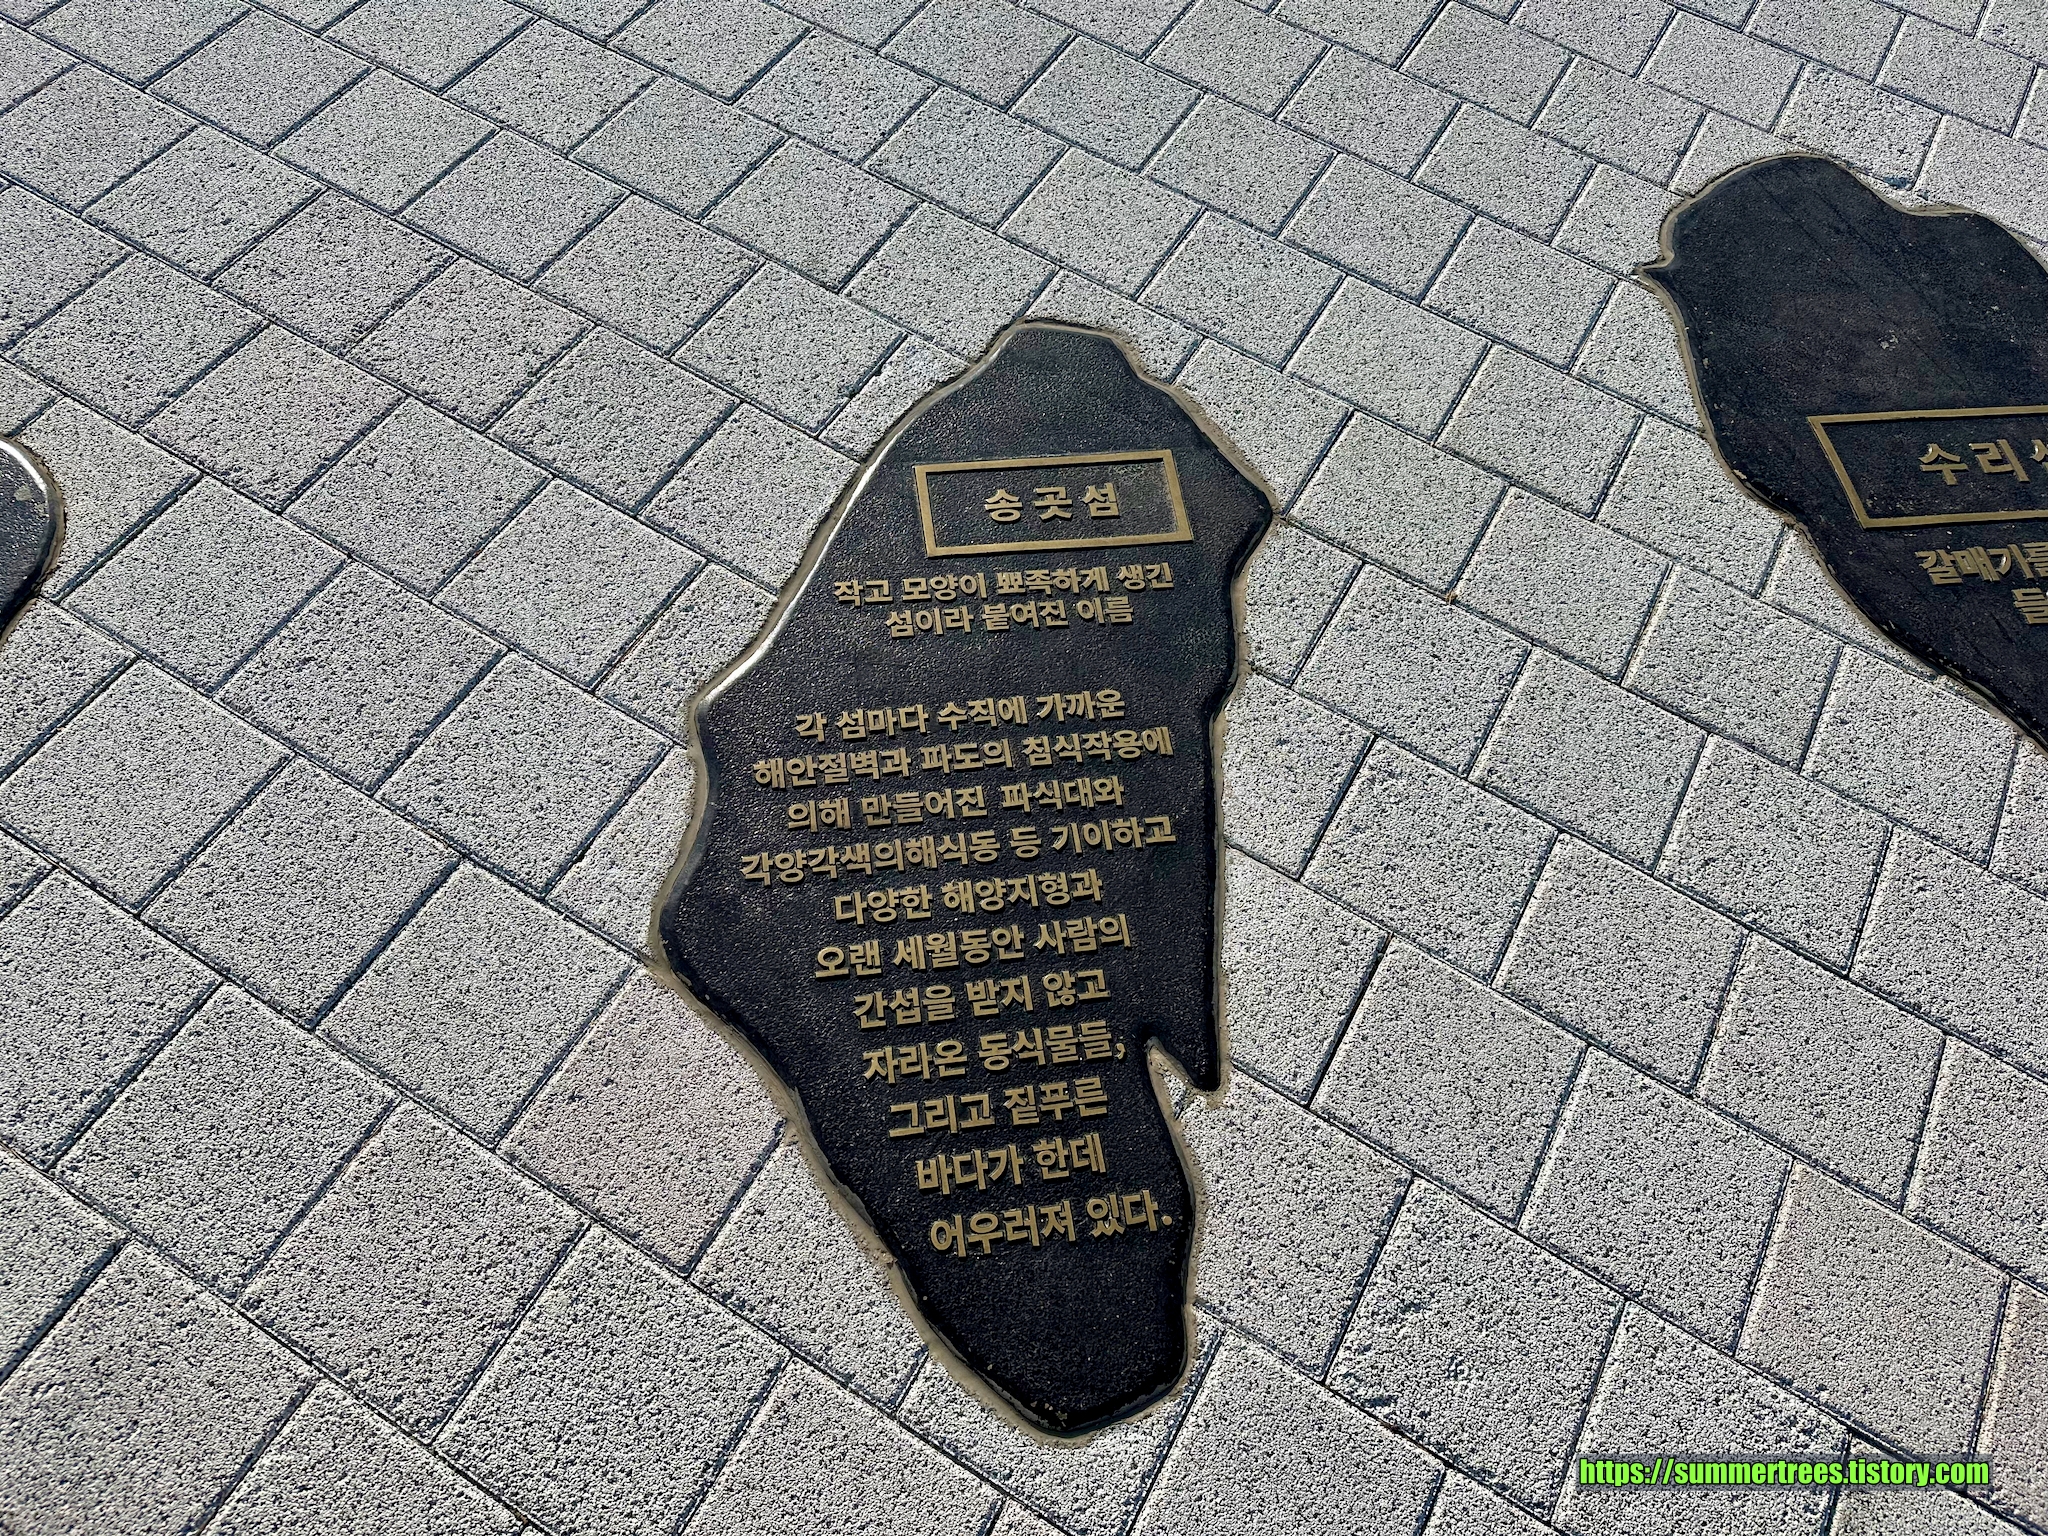 송곳섬
작고 모양이 뾰족하게 생긴
섬이라 붙여진 이름
각 섬마다 수직에 가까운
해안절벽과 파도의 침식작용에
의해 만들어진 파식대와
각양각색의해식동 등 기이하고
다양한 해양지형과
오랜 세월동안 사람의
간섭을 받지 않고
자라온 동식물들,
그리고 짙푸른
바다가 한데
어우러져 있다.
수리
갈매기를
들
https://summertrees.tistory.com